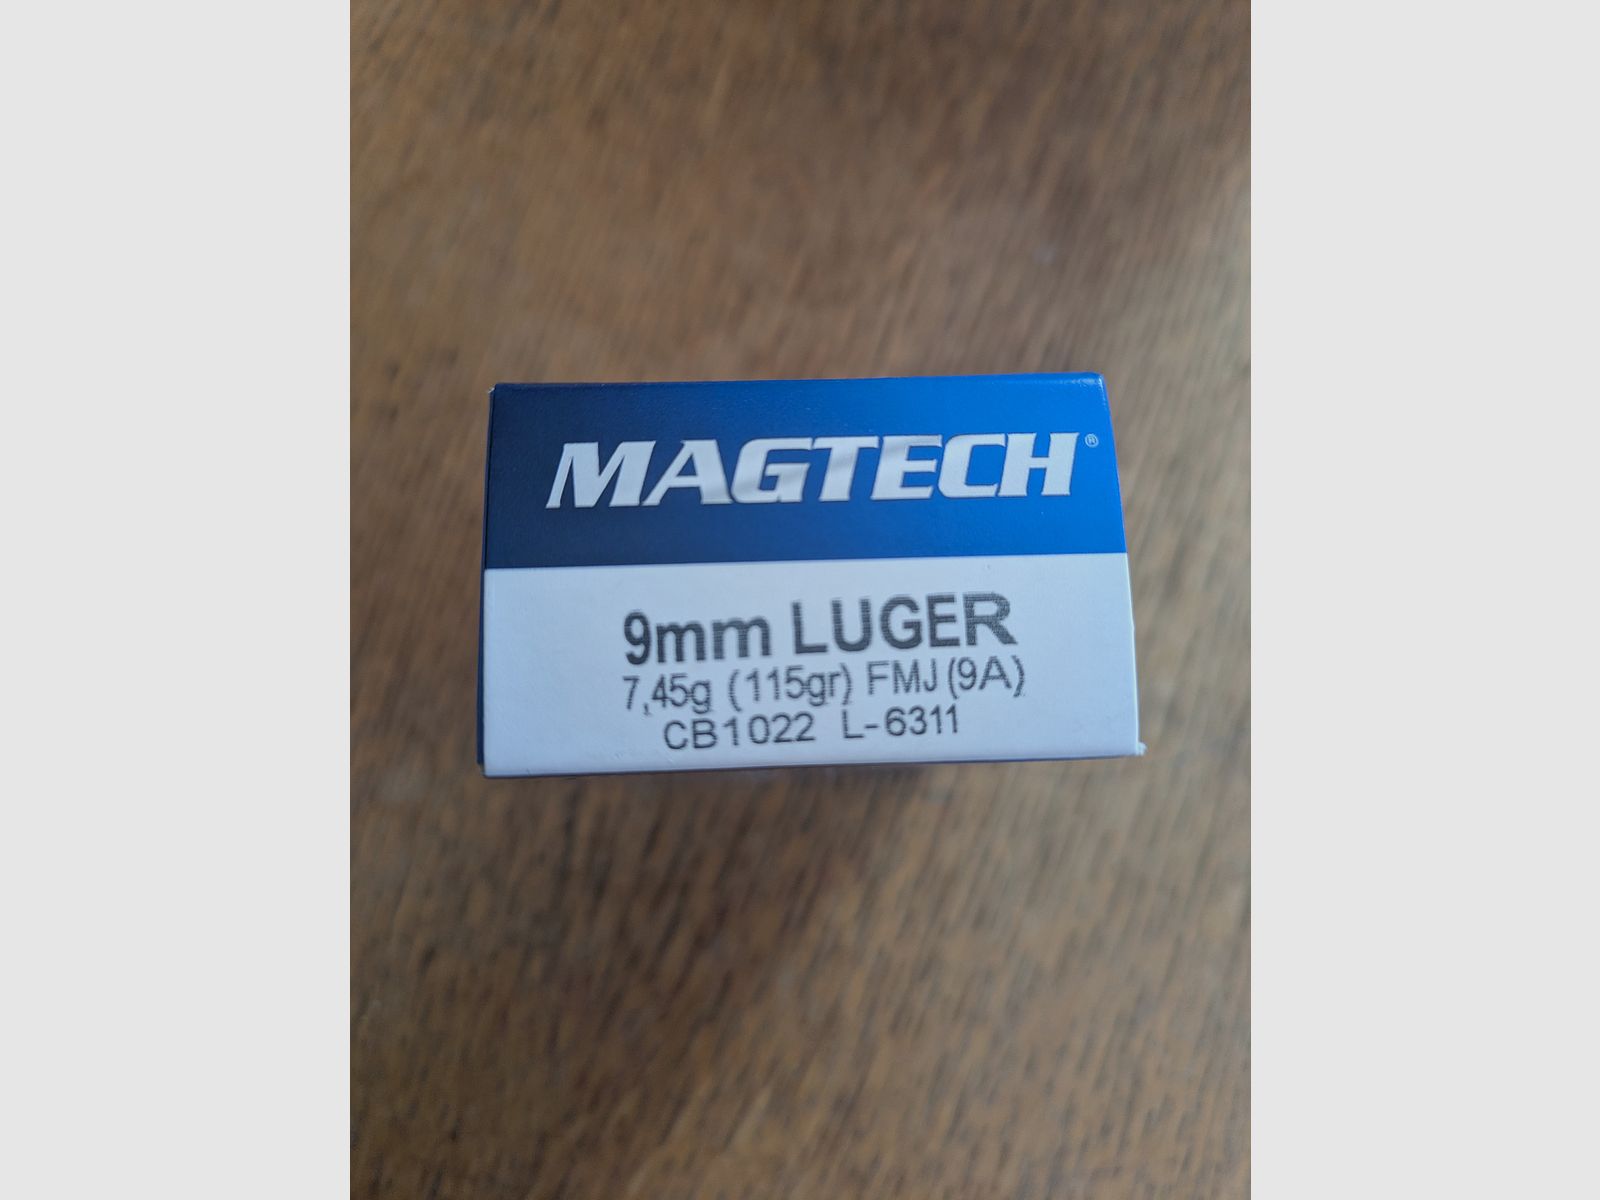 MAGTECH®
9mm LUGER
7,45g (115gr) FMJ (9A)
CB1022 L-6311